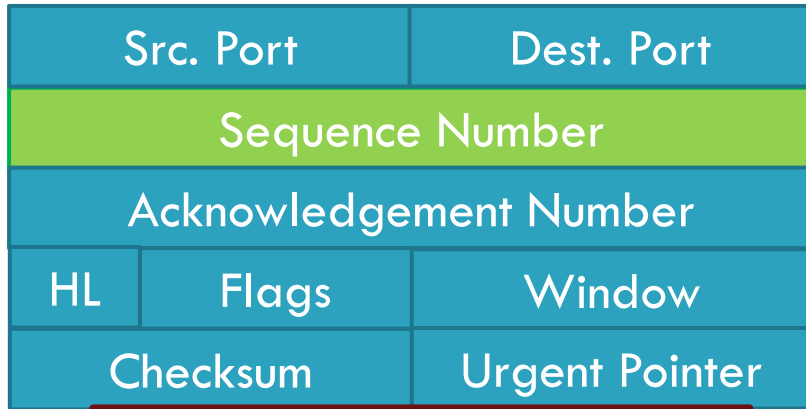 Src. Port Dest. Port
Sequence Number
Acknowledgement Number
HL Flags Window
Checksum Urgent Pointer